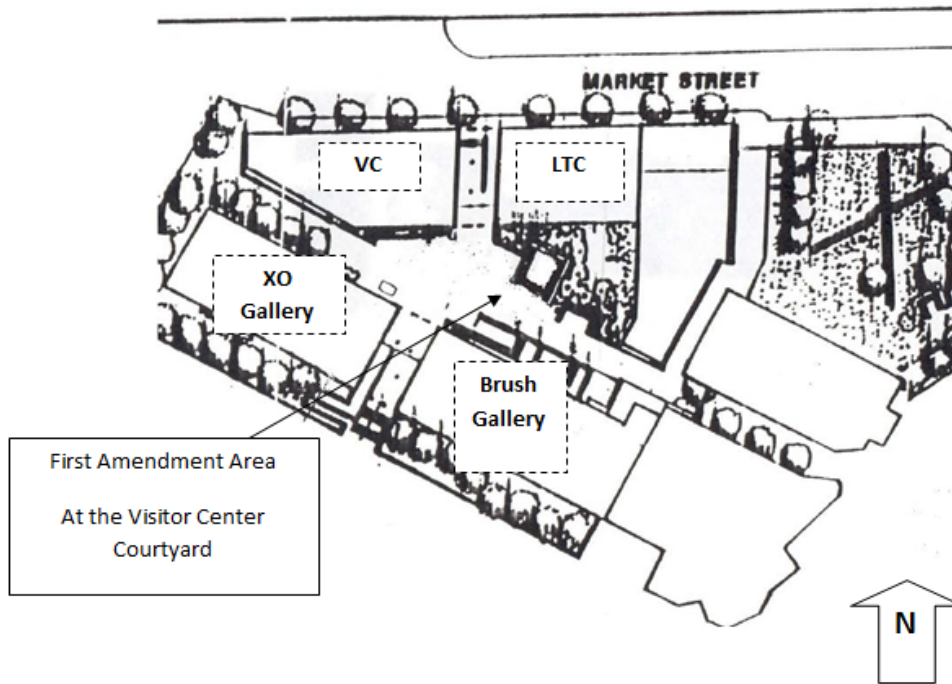 MARKET STREET
VC
LTC
XO
Gallery
Brush
Gallery
First Amendment Area
At the Visitor Center
Courtyard
N